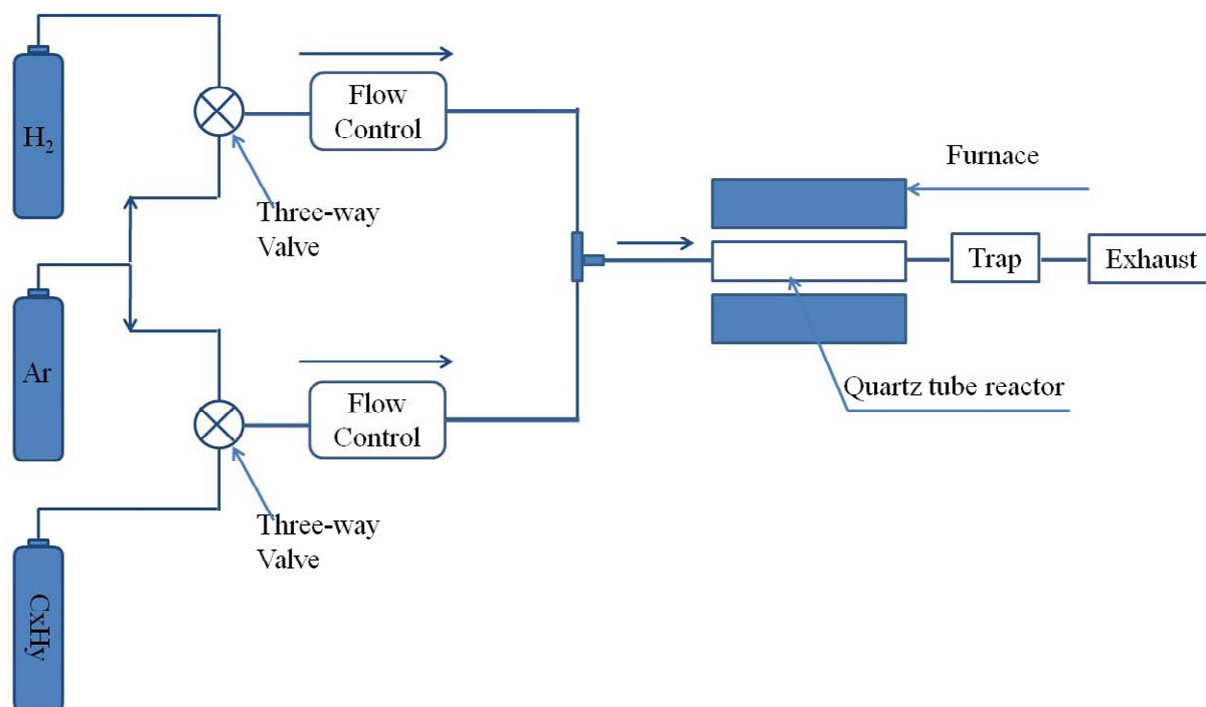 H₂
Flow
Control
Three-way
Valve
Furnace
Trap
Exhaust
Ar
Quartz tube reactor
Flow
Control
Three-way
Valve
CxHy